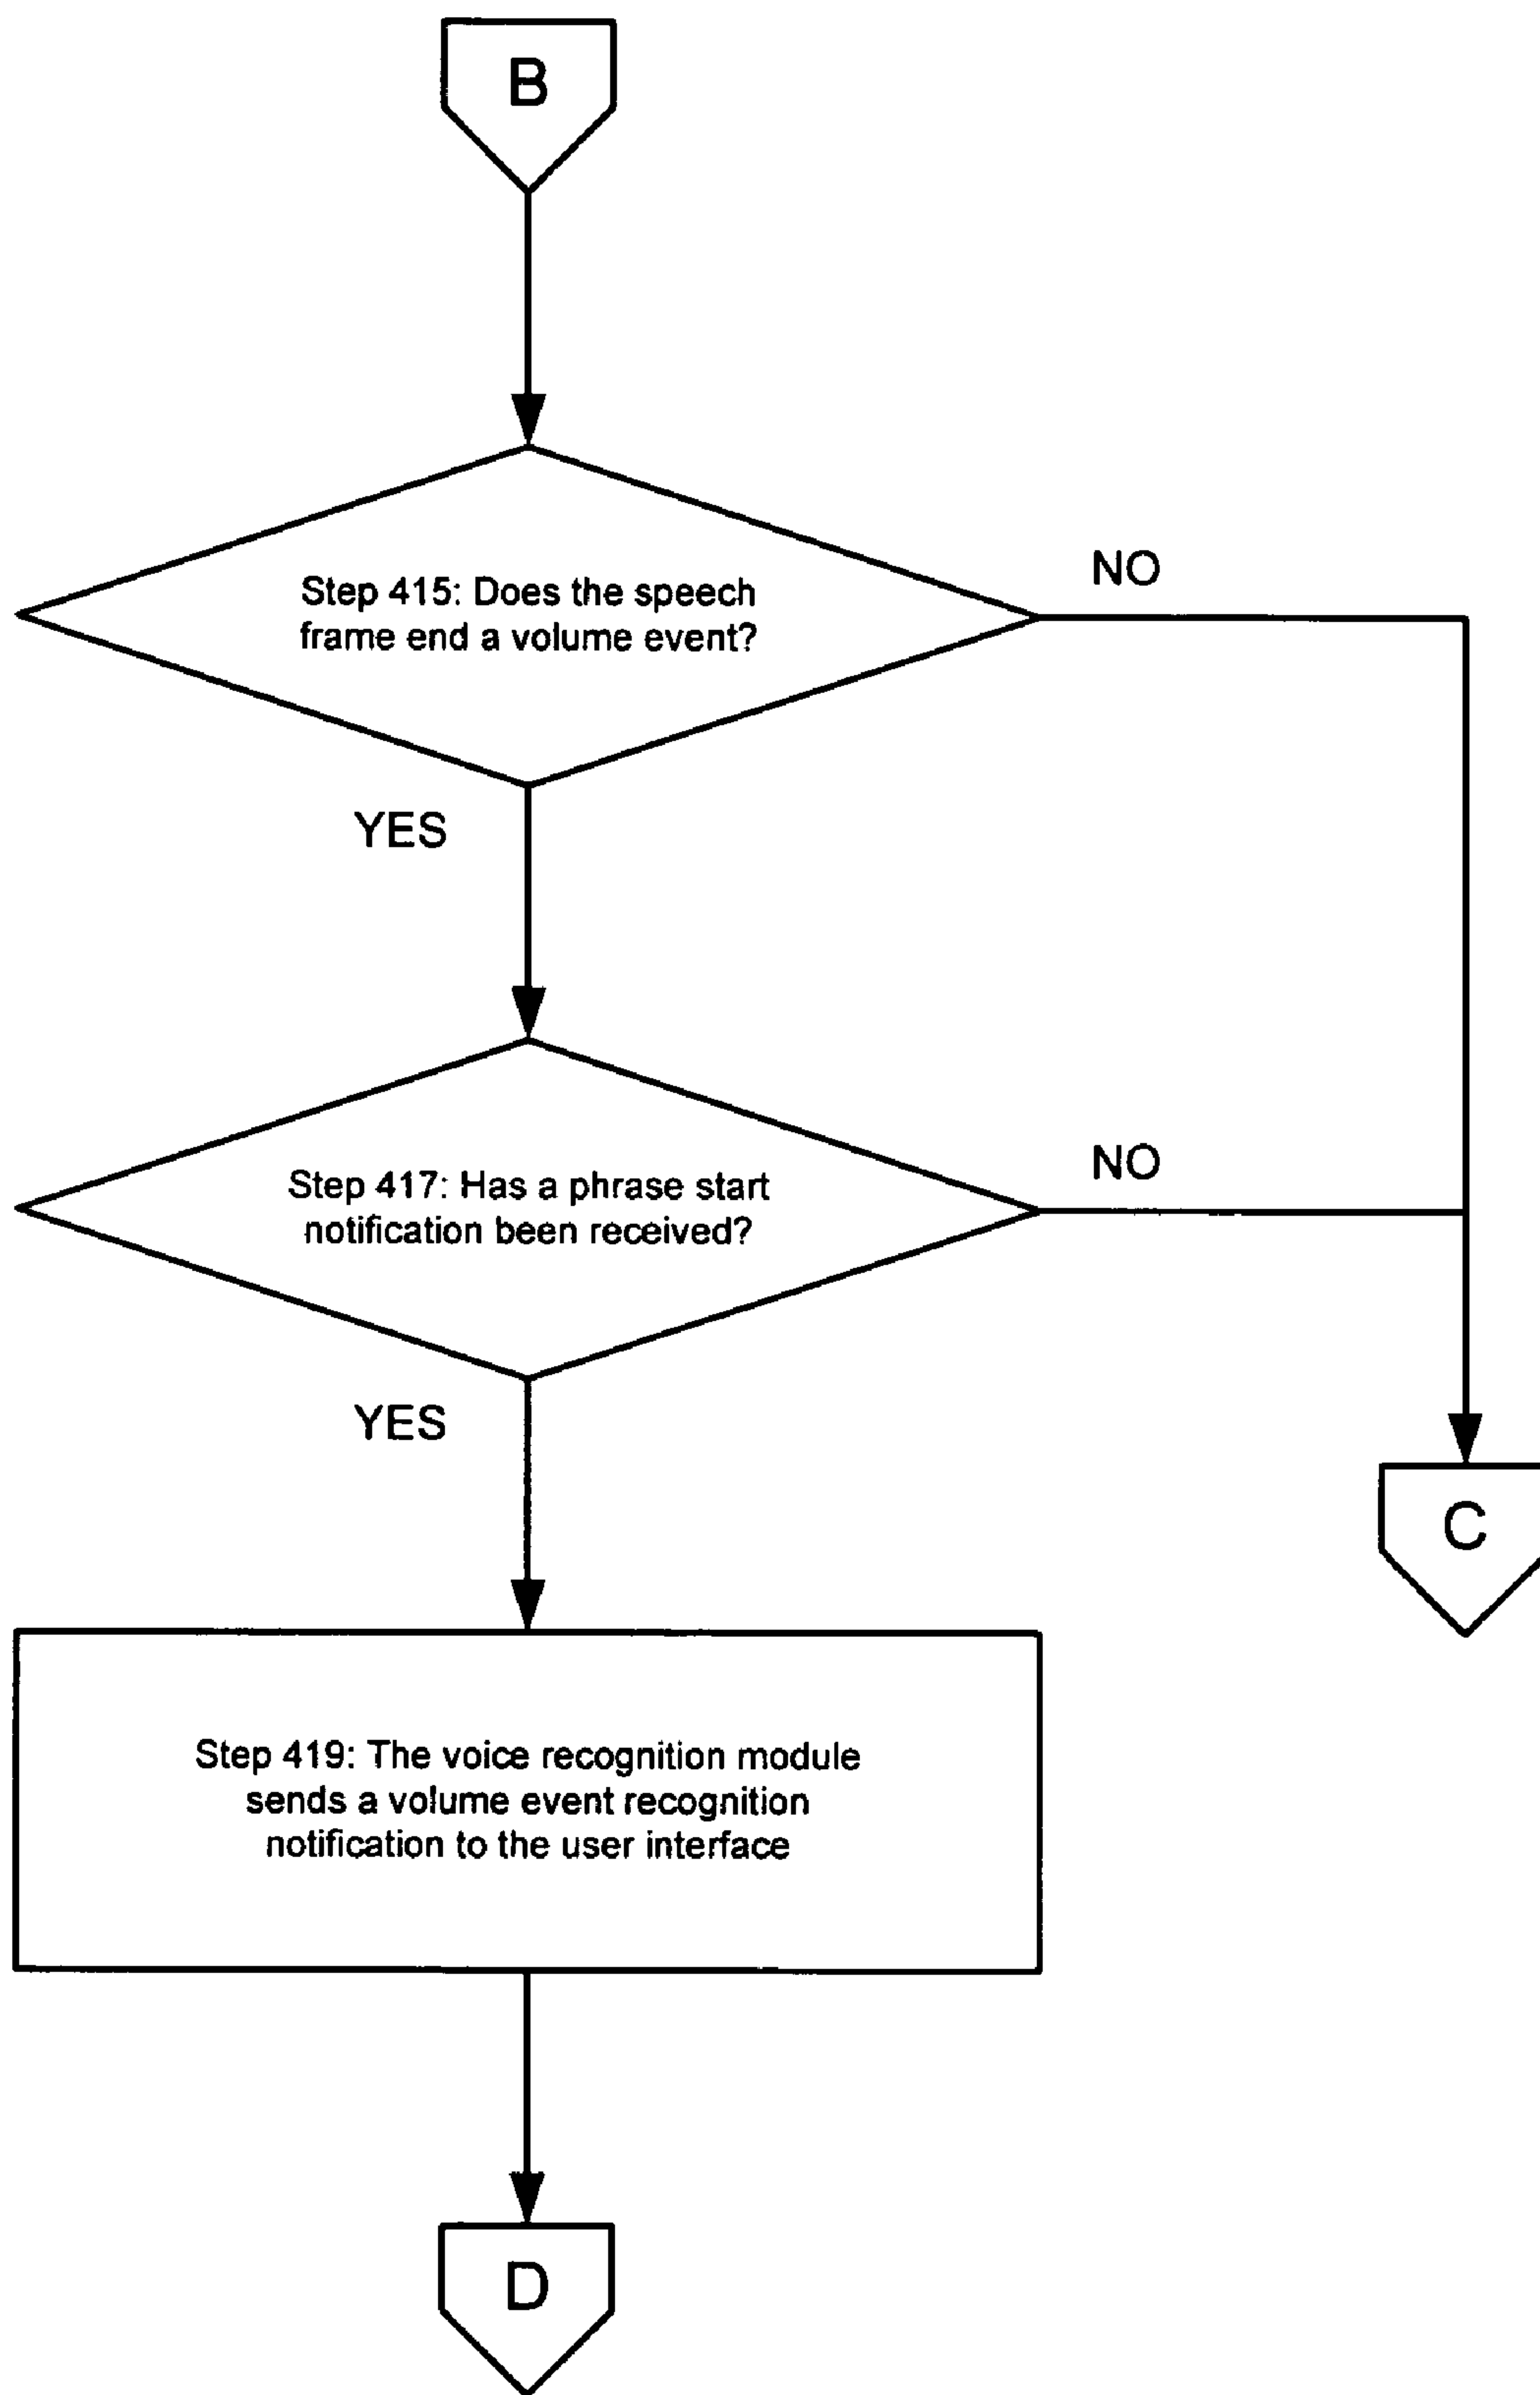 B
Step 415: Does the speech
frame end a volume event?
NO
YES
Step 417: Has a phrase start
notification been received?
NO
YES
C
Step 419: The voice recognition module
sends a volume event recognition
notification to the user interface
D